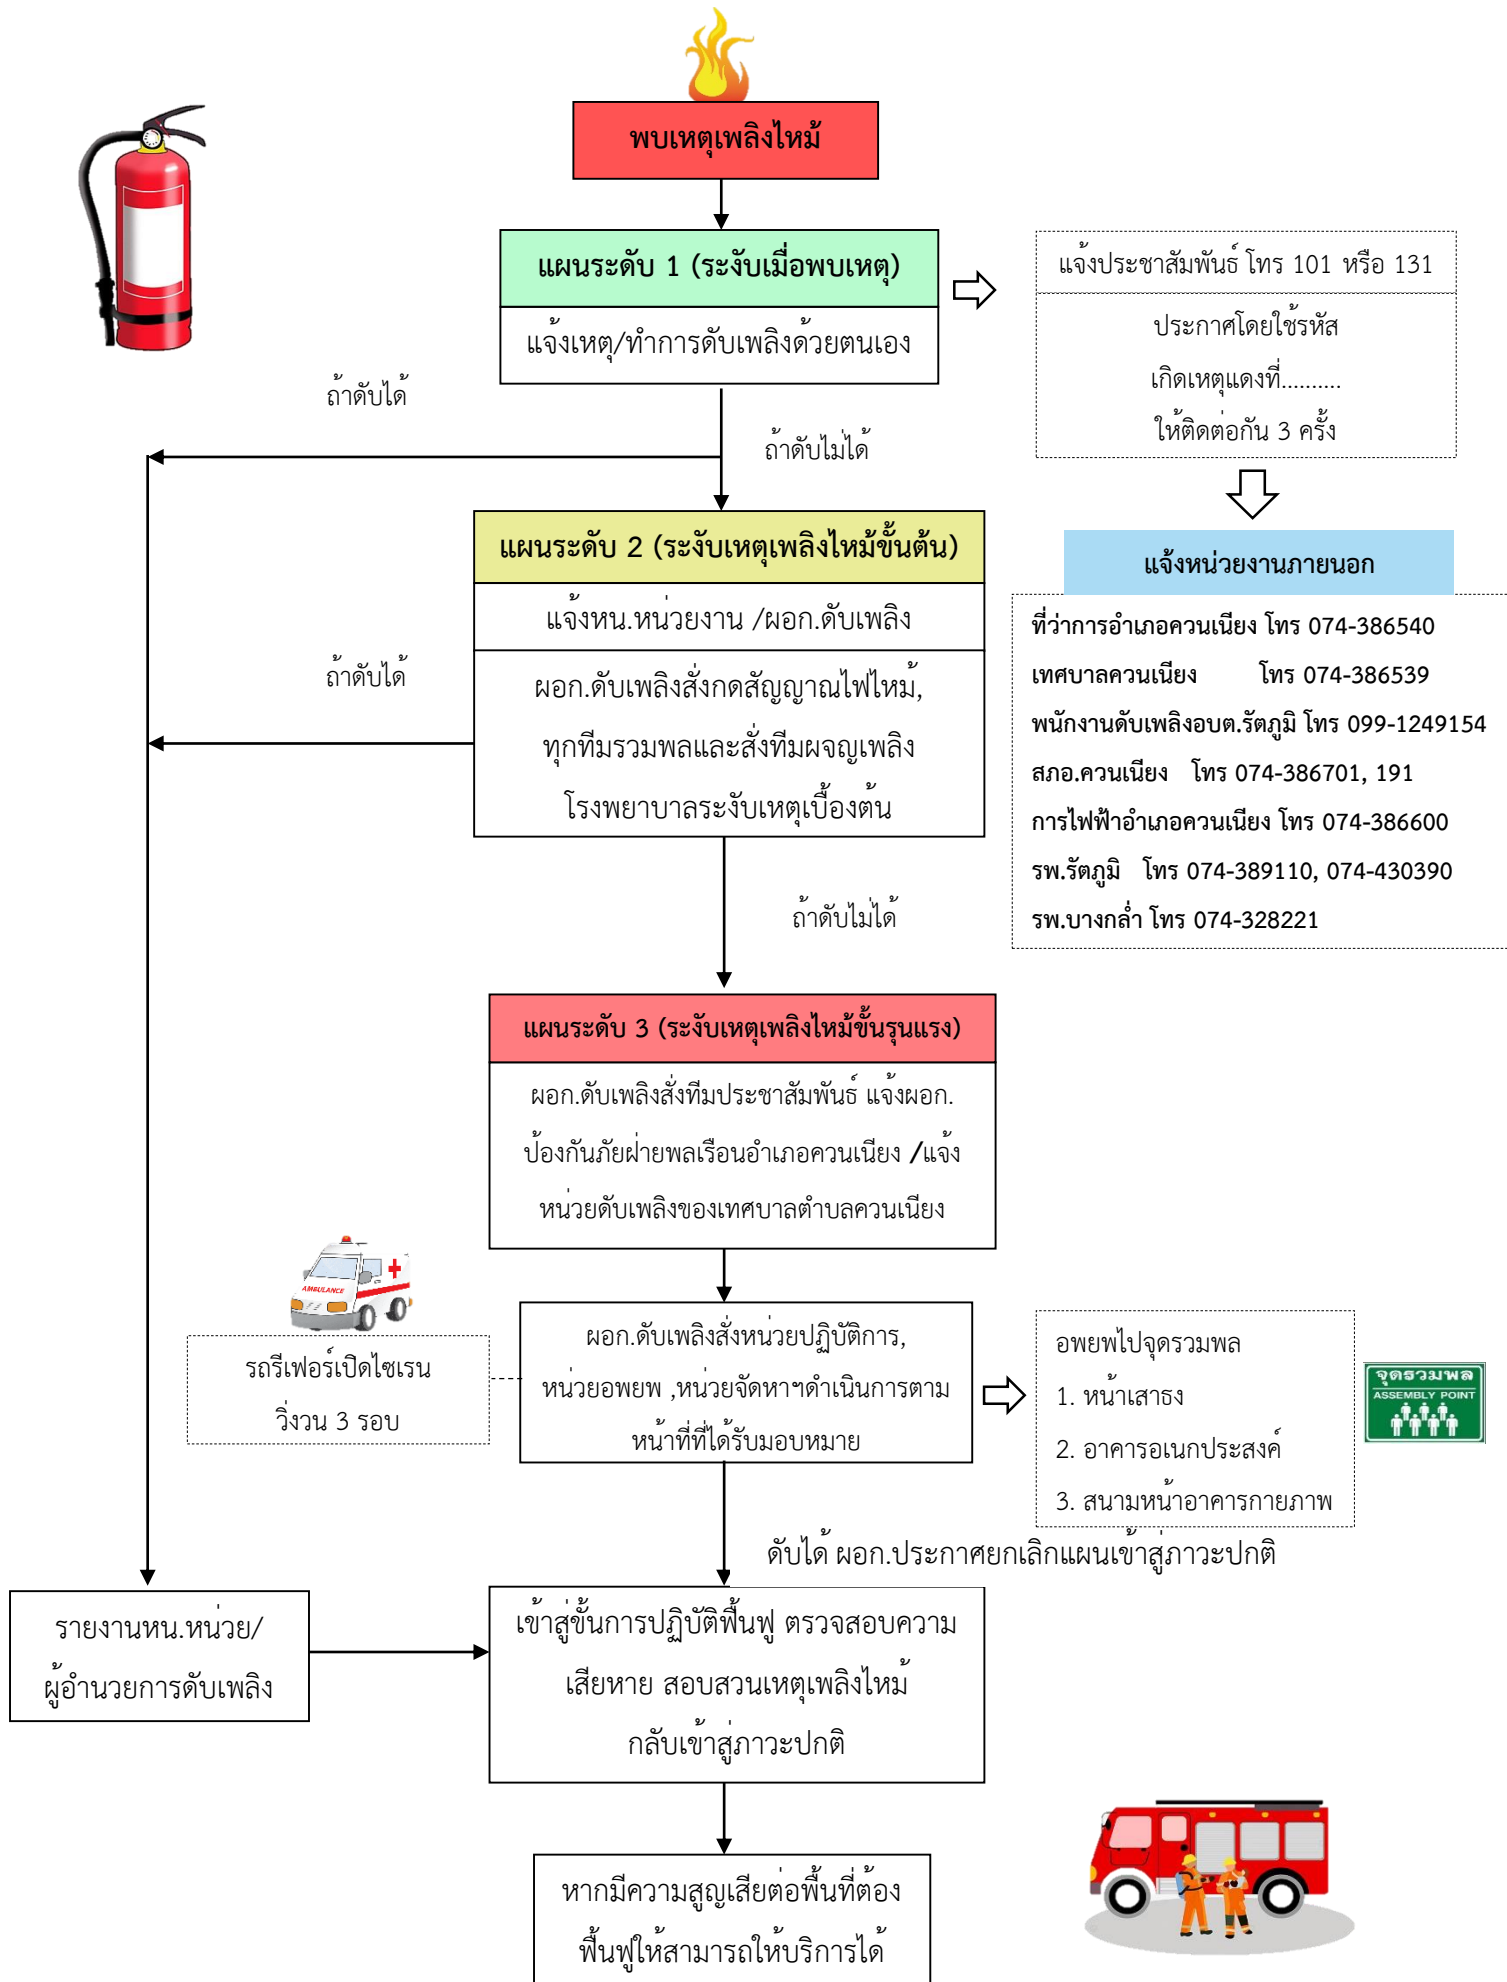 พบเหตุเพลิงไหม้
แผนระดับ 1 (ระงับเมื่อพบเหตุ)
แจ้งเหตุ/ทำการดับเพลิงด้วยตนเอง
แจ้งประชาสัมพันธ์ โทร 101 หรือ 131
ประกาศโดยใช้รหัส
เกิดเหตุแดงที่..........
ให้ติดต่อกัน 3 ครั้ง
ถ้าดับได้
ถ้าดับไม่ได้
แผนระดับ 2 (ระงับเหตุเพลิงไหม้ขั้นต้น)
แจ้งหน.หน่วยงาน /ผอก.ดับเพลิง
ผอก.ดับเพลิงสั่งกดสัญญาณไฟไหม้,
ทุกทีมรวมพลและสั่งทีมผจญเพลิง
โรงพยาบาลระงับเหตุเบื้องต้น
ถ้าดับได้
แจ้งหน่วยงานภายนอก
ที่ว่าการอำเภอควนเนียง โทร 074-386540
เทศบาลควนเนียง โทร 074-386539
พนักงานดับเพลิงอบต.รัตภูมิ โทร 099-1249154
สภอ.ควนเนียง โทร 074-386701, 191
การไฟฟ้าอำเภอควนเนียง โทร 074-386600
รพ.รัตภูมิ โทร 074-389110, 074-430390
รพ.บางกล่ำ โทร 074-328221
ถ้าดับไม่ได้
แผนระดับ 3 (ระงับเหตุเพลิงไหม้ขั้นรุนแรง)
ผอก.ดับเพลิงสั่งทีมประชาสัมพันธ์ แจ้งผอก.
ป้องกันภัยฝ่ายพลเรือนอำเภอควนเนียง /แจ้ง
หน่วยดับเพลิงของเทศบาลตำบลควนเนียง
AMBULANCE
รถรีเฟอร์เปิดไซเรน
วิ่งวน 3 รอบ
ผอก.ดับเพลิงสั่งหน่วยปฏิบัติการ,
หน่วยอพยพ ,หน่วยจัดหาฯดำเนินการตาม
หน้าที่ที่ได้รับมอบหมาย
อพยพไปจุดรวมพล
1. หน้าเสาธง
2. อาคารอเนกประสงค์
3. สนามหน้าอาคารกายภาพ
จุดรวมพล
ASSEMBLY POINT
ดับได้ ผอก.ประกาศยกเลิกแผนเข้าสู่ภาวะปกติ
รายงานหน.หน่วย/
ผู้อำนวยการดับเพลิง
เข้าสู่ขั้นการปฏิบัติฟื้นฟู ตรวจสอบความ
เสียหาย สอบสวนเหตุเพลิงไหม้
กลับเข้าสู่ภาวะปกติ
หากมีความสูญเสียต่อพื้นที่ต้อง
ฟื้นฟูให้สามารถให้บริการได้